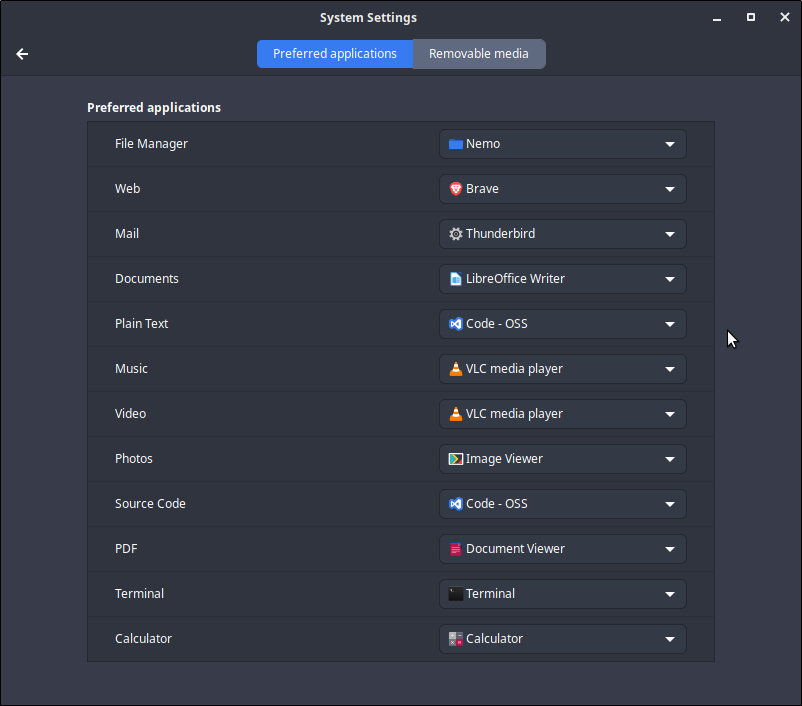 System Settings
Preferred applications Removable media
Preferred applications
File Manager Nemo
Web Brave
Mail Thunderbird
Documents LibreOffice Writer
Plain Text Code - OSS
Music VLC media player
Video VLC media player
Photos Image Viewer
Source Code Code - OSS
PDF Document Viewer
Terminal Terminal
Calculator Calculator